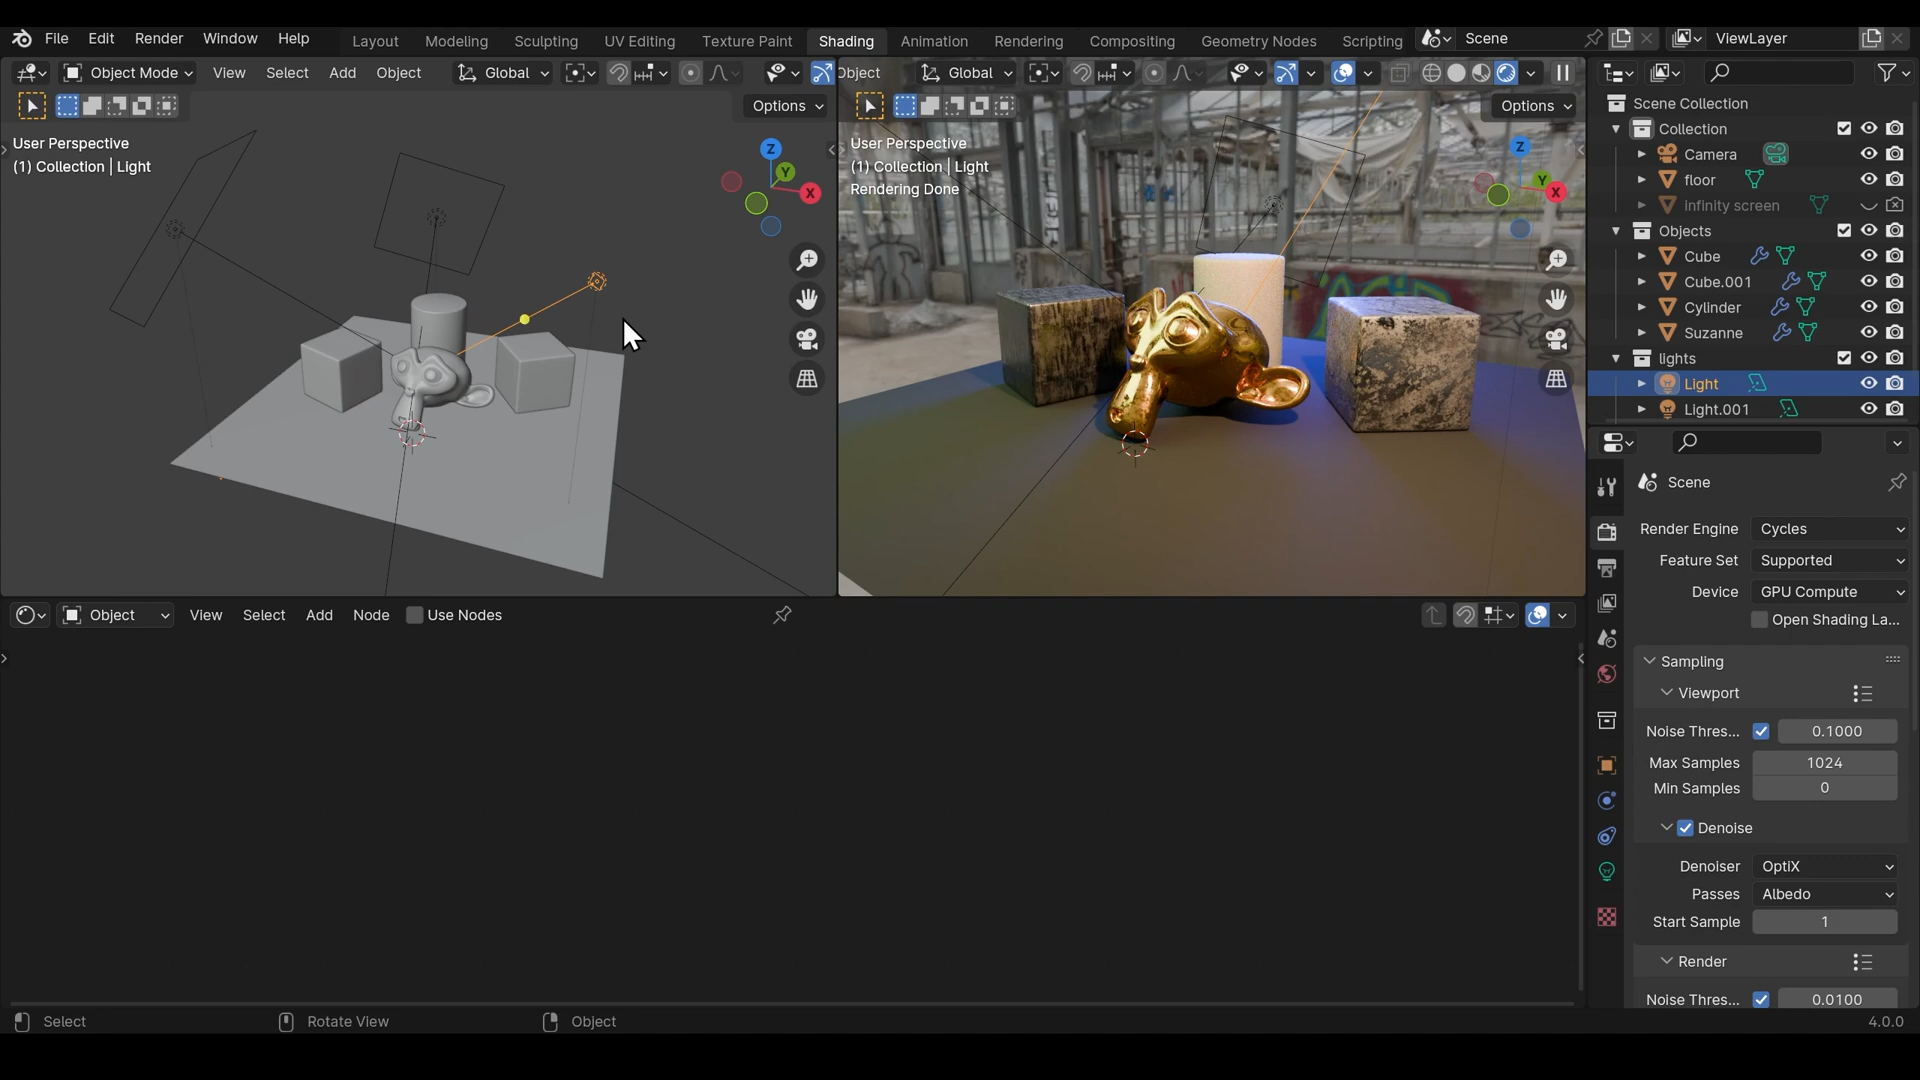 File Edit Render Window Help Layout Modeling Sculpting UV Editing Texture Paint Shading Animation Rendering Compositing Geometry Nodes Scripting Scene ViewLayer
Object Mode View Select Add Object Global
Object Global
Options
Options
User Perspective
(1) Collection | Light
User Perspective
(1) Collection | Light
Rendering Done
Z
Y
X
Z
Y
X
Scene Collection
Collection
Camera
floor
infinity screen
Objects
Cube
Cube.001
Cylinder
Suzanne
lights
Light
Light.001
Scene
Render Engine Cycles
Feature Set Supported
Device GPU Compute
Open Shading La...
Sampling
Viewport
Noise Thres... 0.1000
Max Samples 1024
Min Samples 0
Denoise
Denoiser OptiX
Passes Albedo
Start Sample 1
Render
Noise Thres... 0.0100
Object View Select Add Node Use Nodes
Select Rotate View Object 4.0.0